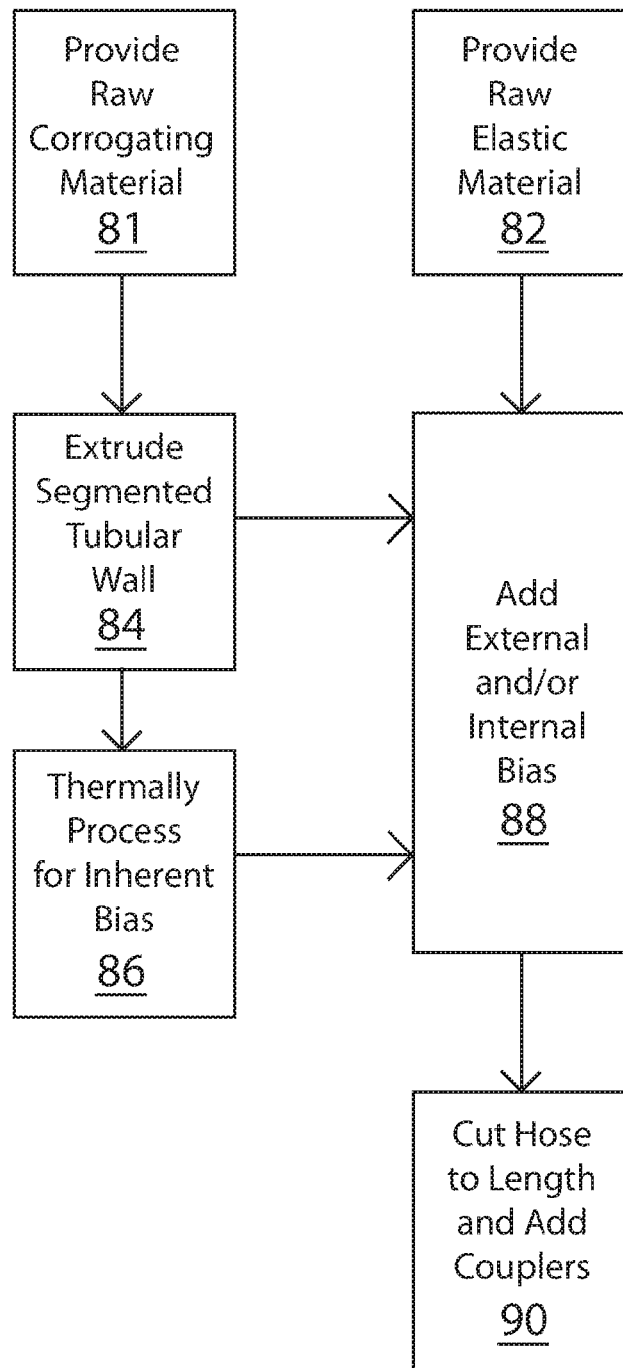 Provide
Raw
Corrogating
Material
81
Provide
Raw
Elastic
Material
82
Extrude
Segmented
Tubular
Wall
84
Add
External
and/or
Internal
Bias
88
Thermally
Process
for Inherent
Bias
86
Cut Hose
to Length
and Add
Couplers
90